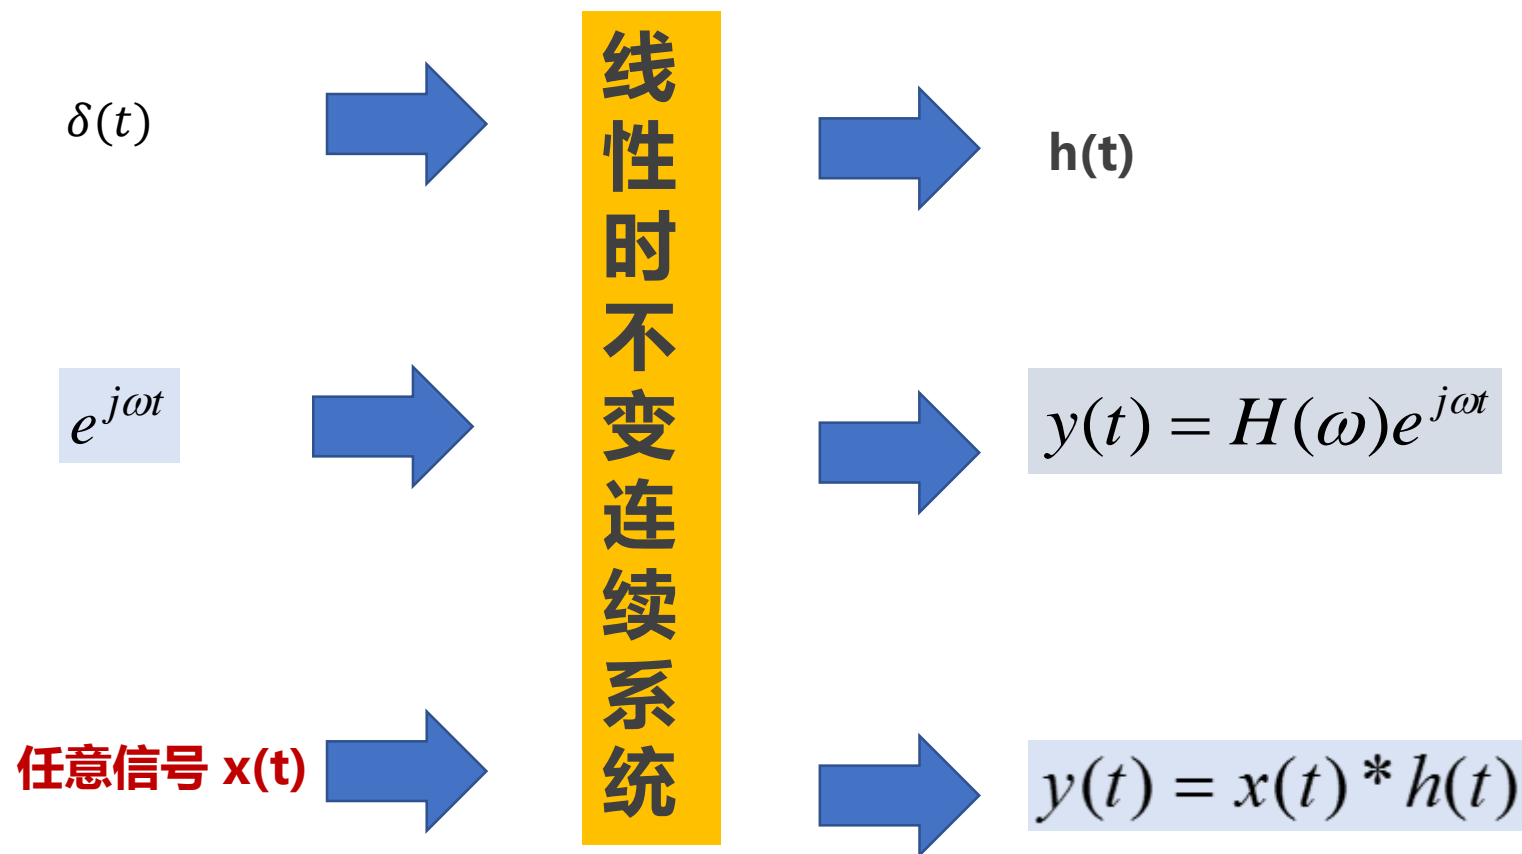 δ(t)
线性时不变连续系统
h(t)
e^{jωt}
y(t) = H(ω)e^{jωt}
任意信号 x(t)
y(t) = x(t) * h(t)